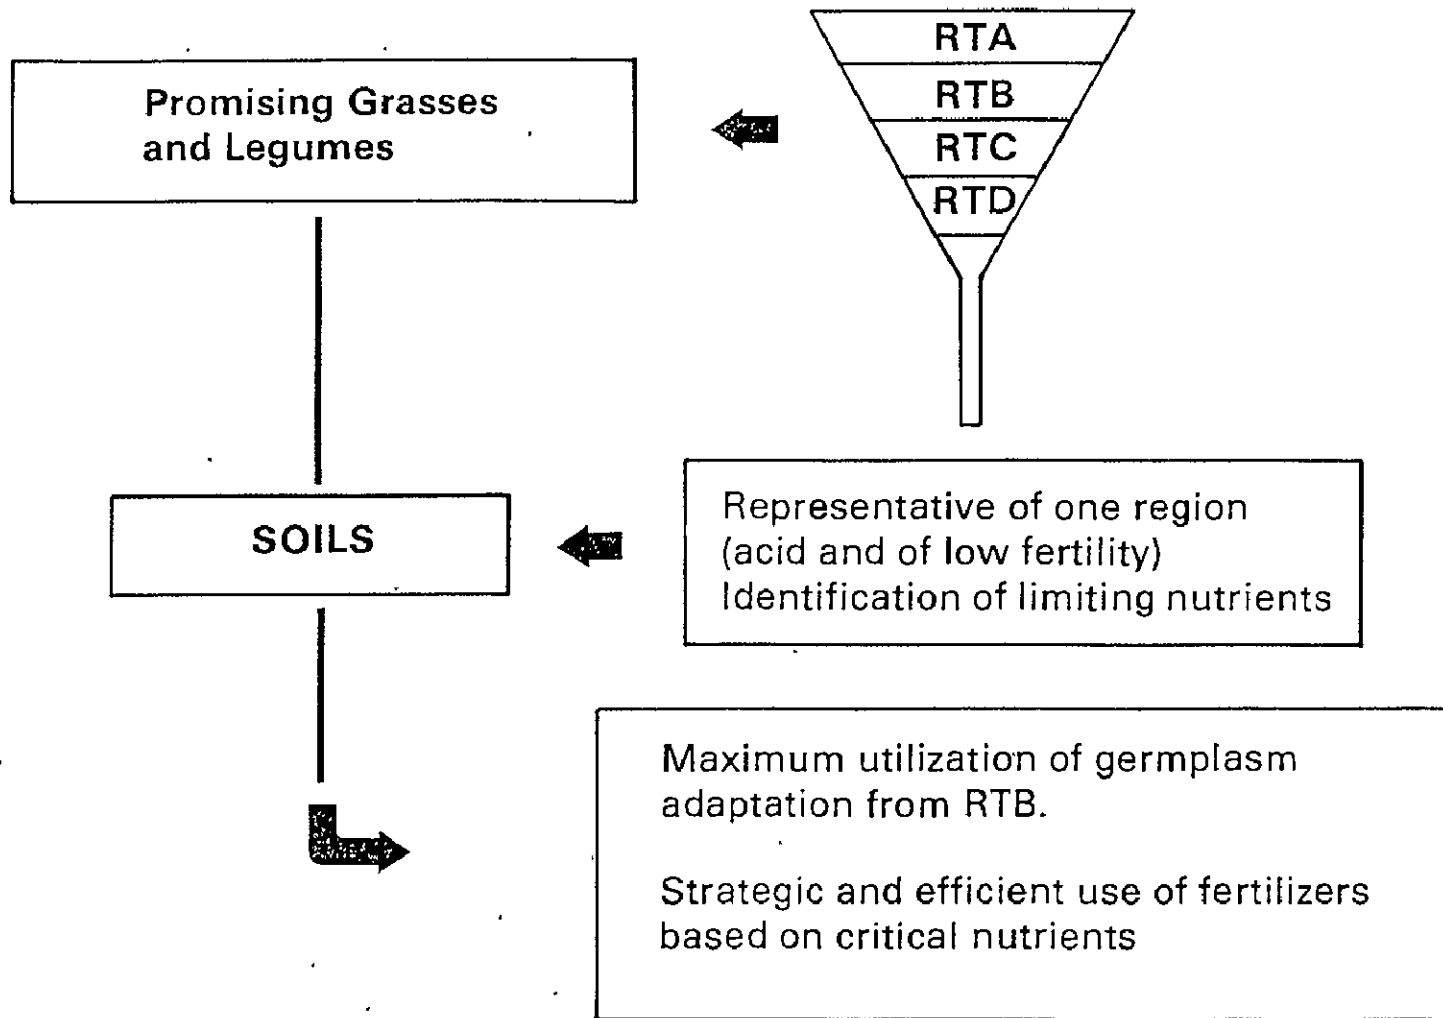 RTA
RTB
RTC
RTD
Promising Grasses
and Legumes
SOILS
Representative of one region
(acid and of low fertility)
Identification of limiting nutrients
Maximum utilization of germplasm
adaptation from RTB.
Strategic and efficient use of fertilizers
based on critical nutrients